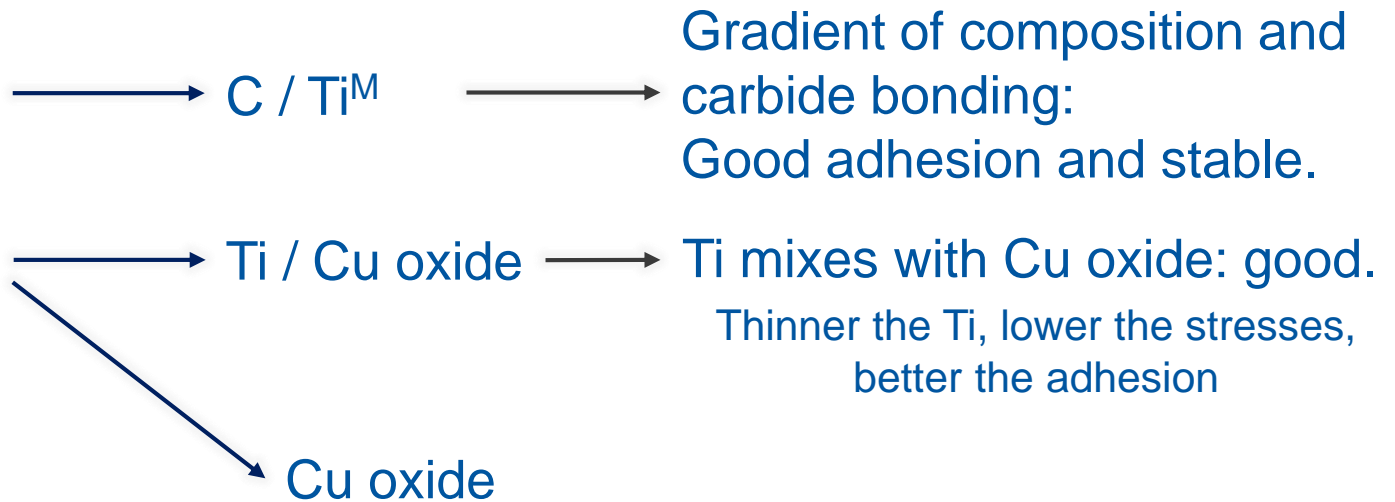 C / Tiᴹ
Gradient of composition and
carbide bonding:
Good adhesion and stable.
Ti / Cu oxide
Ti mixes with Cu oxide: good.
Thinner the Ti, lower the stresses,
better the adhesion
Cu oxide